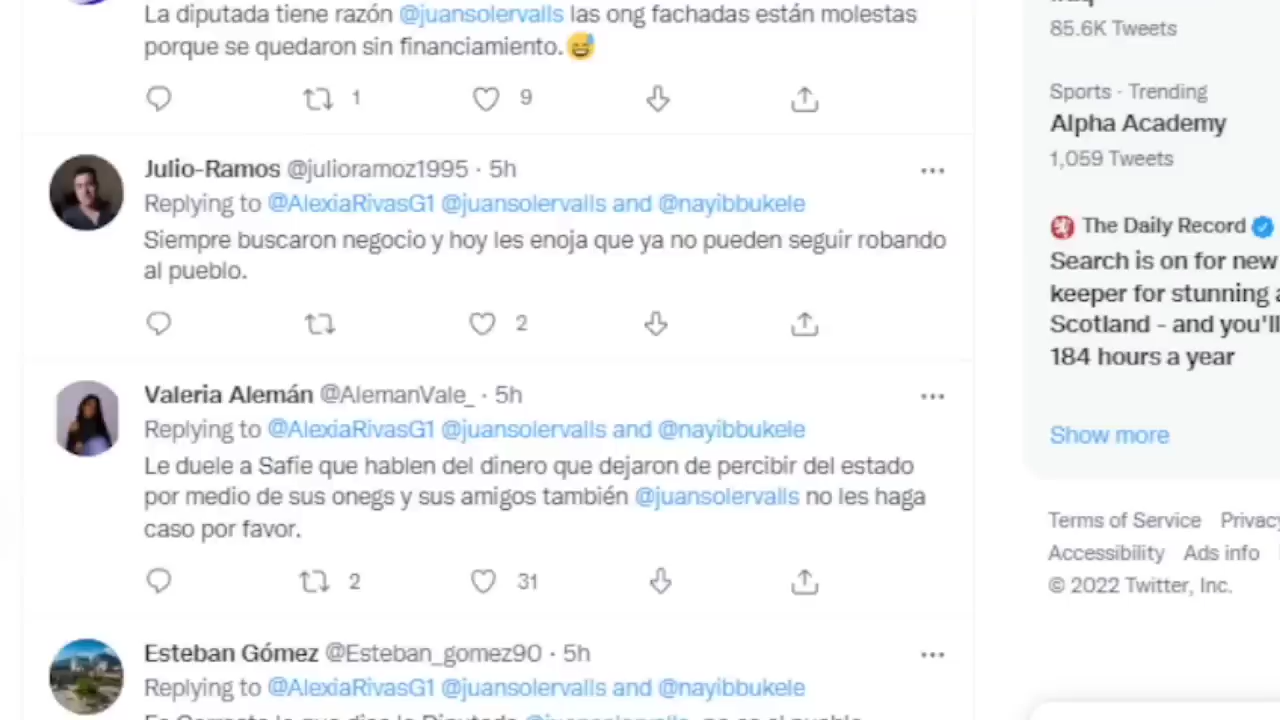 La diputada tiene razón @juansolervalls las ong fachadas están molestas
porque se quedaron sin financiamiento.
1
9
Julio-Ramos @julioramoz1995 · 5h
Replying to @AlexiaRivasG1 @juansolervalls and @nayibbukele
Siempre buscaron negocio y hoy les enoja que ya no pueden seguir robando
al pueblo.
2
Valeria Alemán @AlemanVale_ · 5h
Replying to @AlexiaRivasG1 @juansolervalls and @nayibbukele
Le duele a Safie que hablen del dinero que dejaron de percibir del estado
por medio de sus onegs y sus amigos también @juansolervalls no les haga
caso por favor.
2
31
Esteban Gómez @Esteban_gomez90 · 5h
Replying to @AlexiaRivasG1 @juansolervalls and @nayibbukele
85.6K Tweets
Sports · Trending
Alpha Academy
1,059 Tweets
The Daily Record
Search is on for new
keeper for stunning
Scotland - and you'll
184 hours a year
Show more
Terms of Service Privacy
Accessibility Ads info
© 2022 Twitter, Inc.